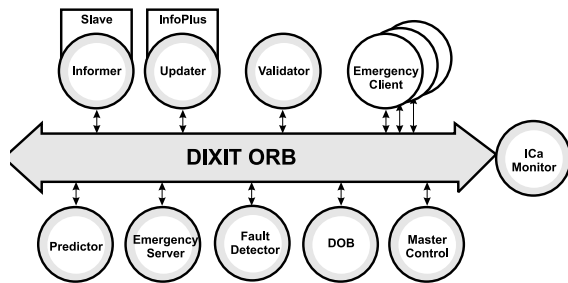 Slave
InfoPlus
Informer
Updater
Validator
Emergency
Client
DIXIT ORB
ICa
Monitor
Predictor
Emergency
Server
Fault
Detector
DOB
Master
Control